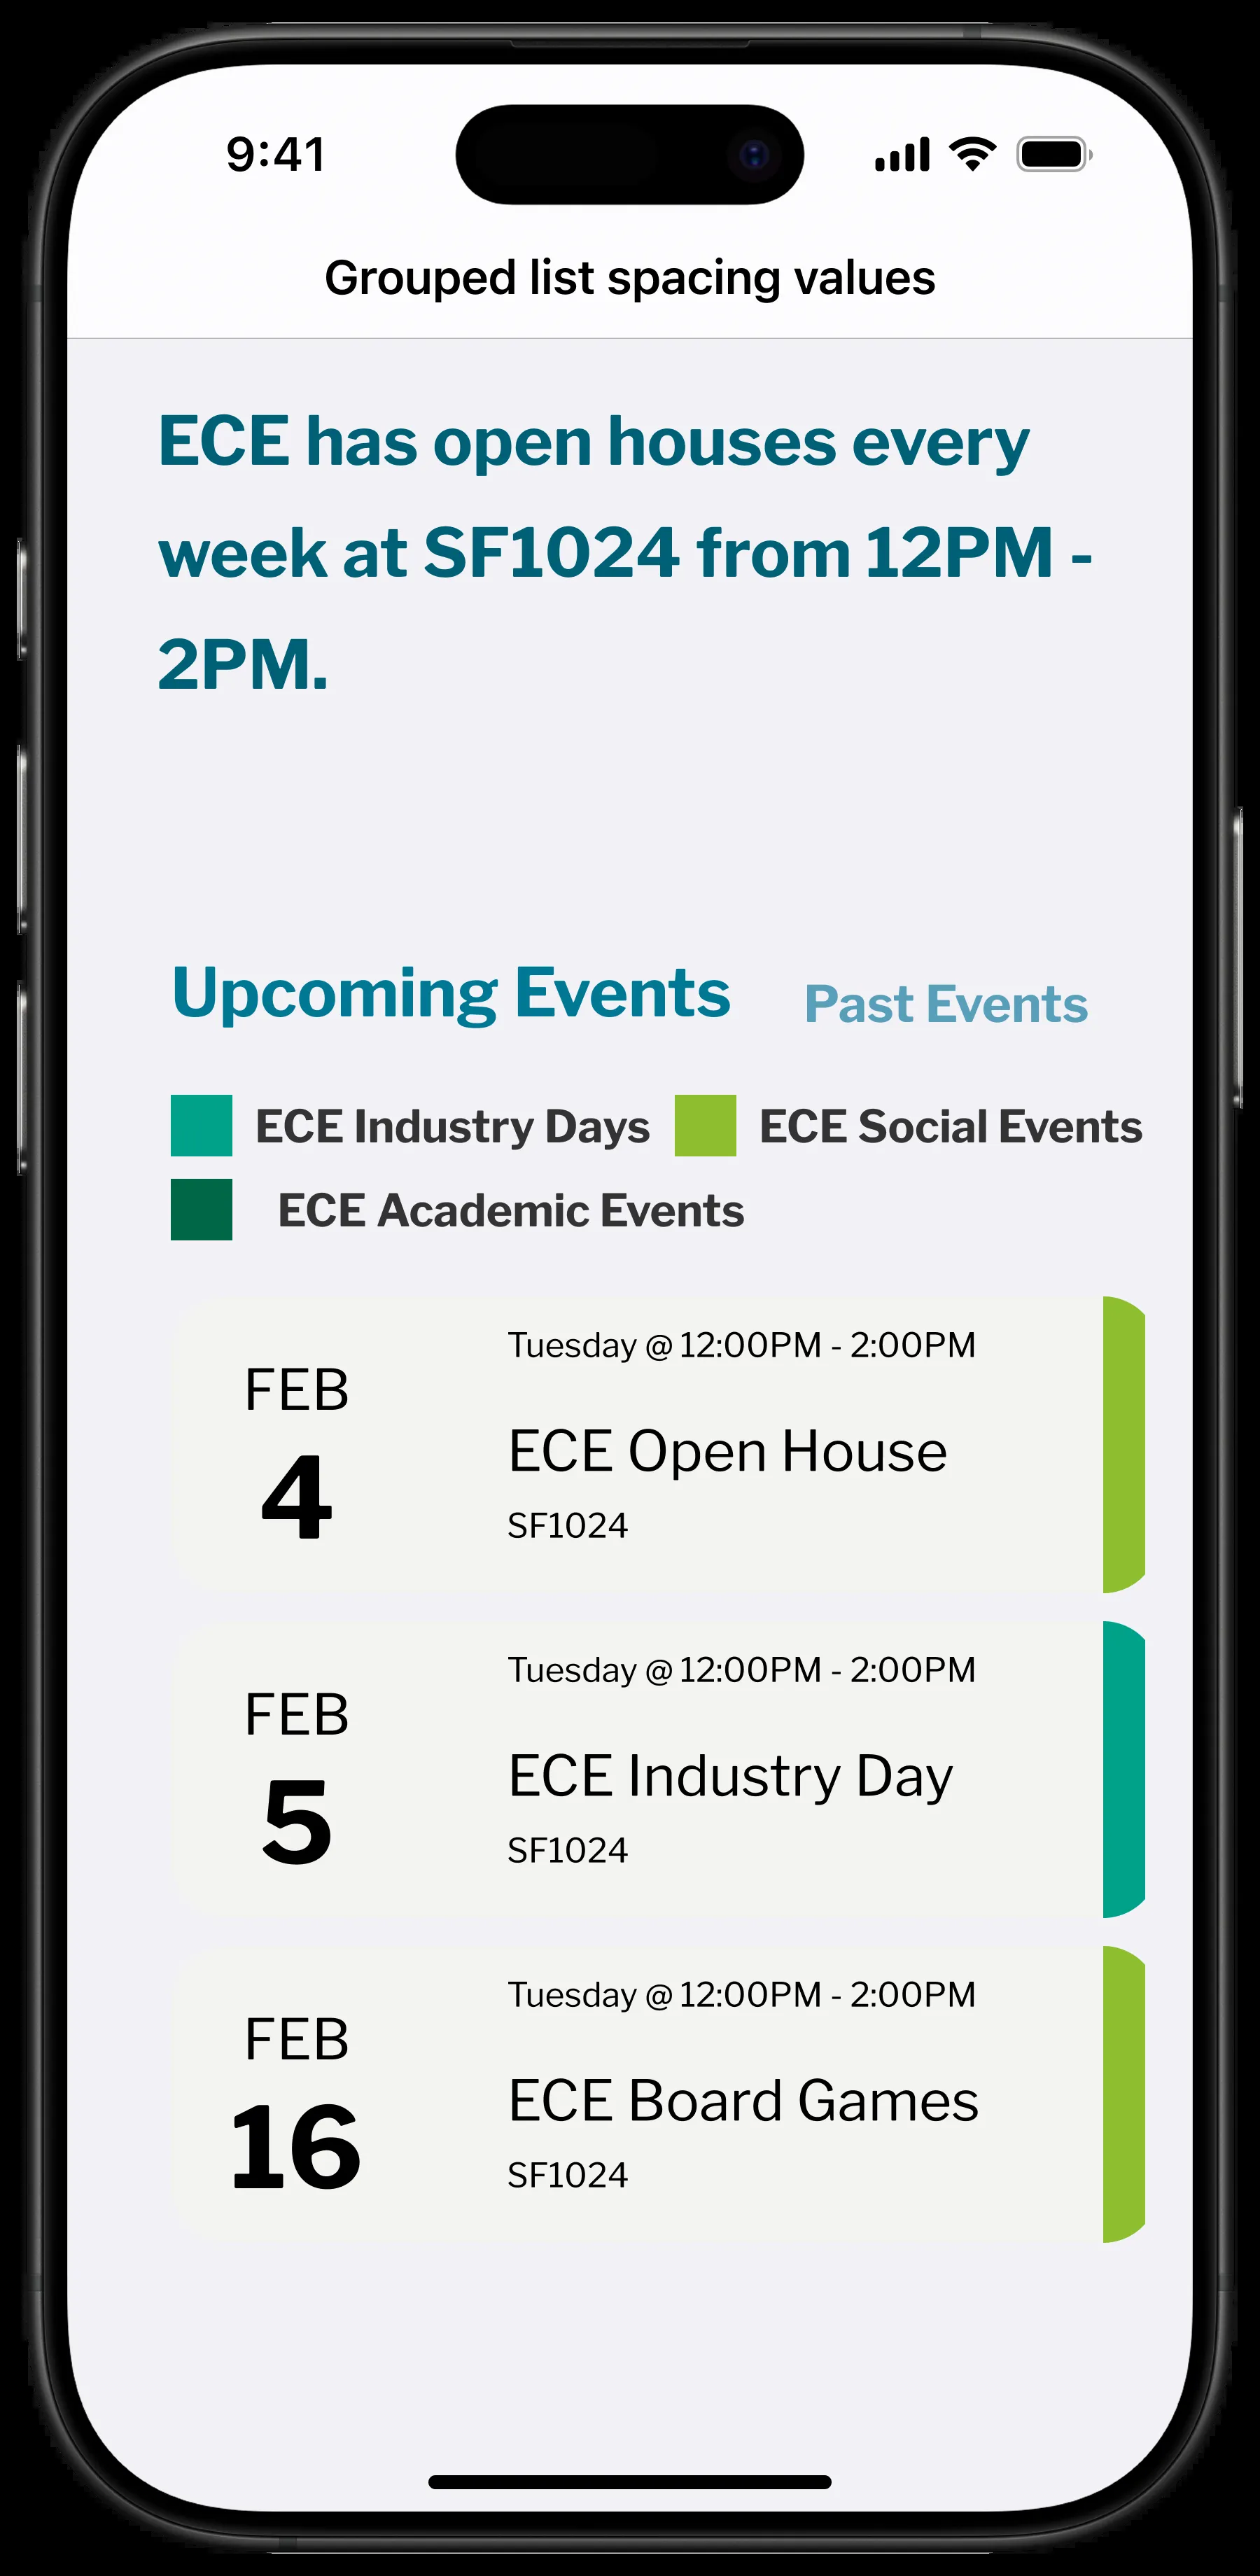 9:41
Grouped list spacing values
ECE has open houses every
week at SF1024 from 12PM -
2PM.
Upcoming Events Past Events
ECE Industry Days ECE Social Events
ECE Academic Events
Tuesday @ 12:00PM - 2:00PM
FEB
4
ECE Open House
SF1024
Tuesday @ 12:00PM - 2:00PM
FEB
5
ECE Industry Day
SF1024
Tuesday @ 12:00PM - 2:00PM
FEB
16
ECE Board Games
SF1024